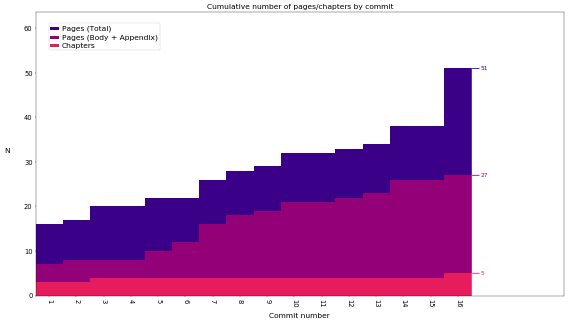 Cumulative number of pages/chapters by commit
Pages (Total)
Pages (Body + Appendix)
Chapters
60
50
40
30
20
10
0
N
51
27
5
1 2 3 4 5 6 7 8 9 10 11 12 13 14 15 16
Commit number